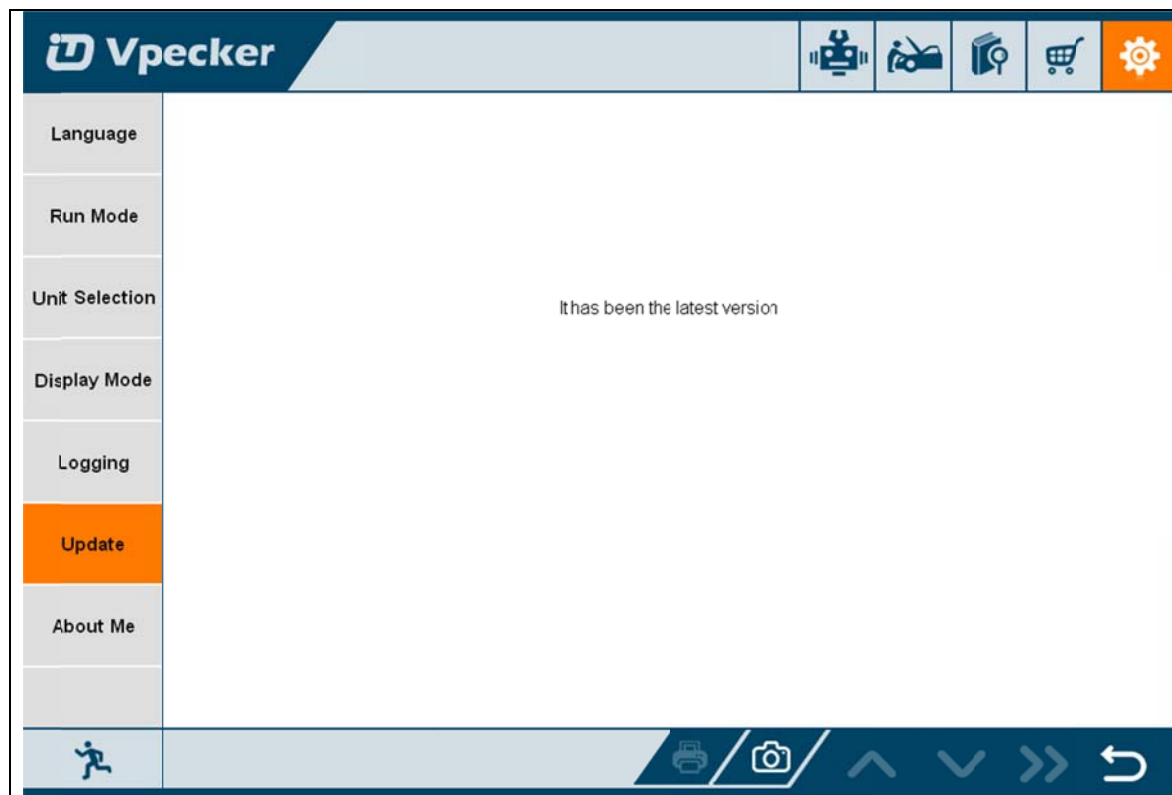 Vpecker
Language
Run Mode
Unit Selection
It has been the latest version
Display Mode
Logging
Update
About Me